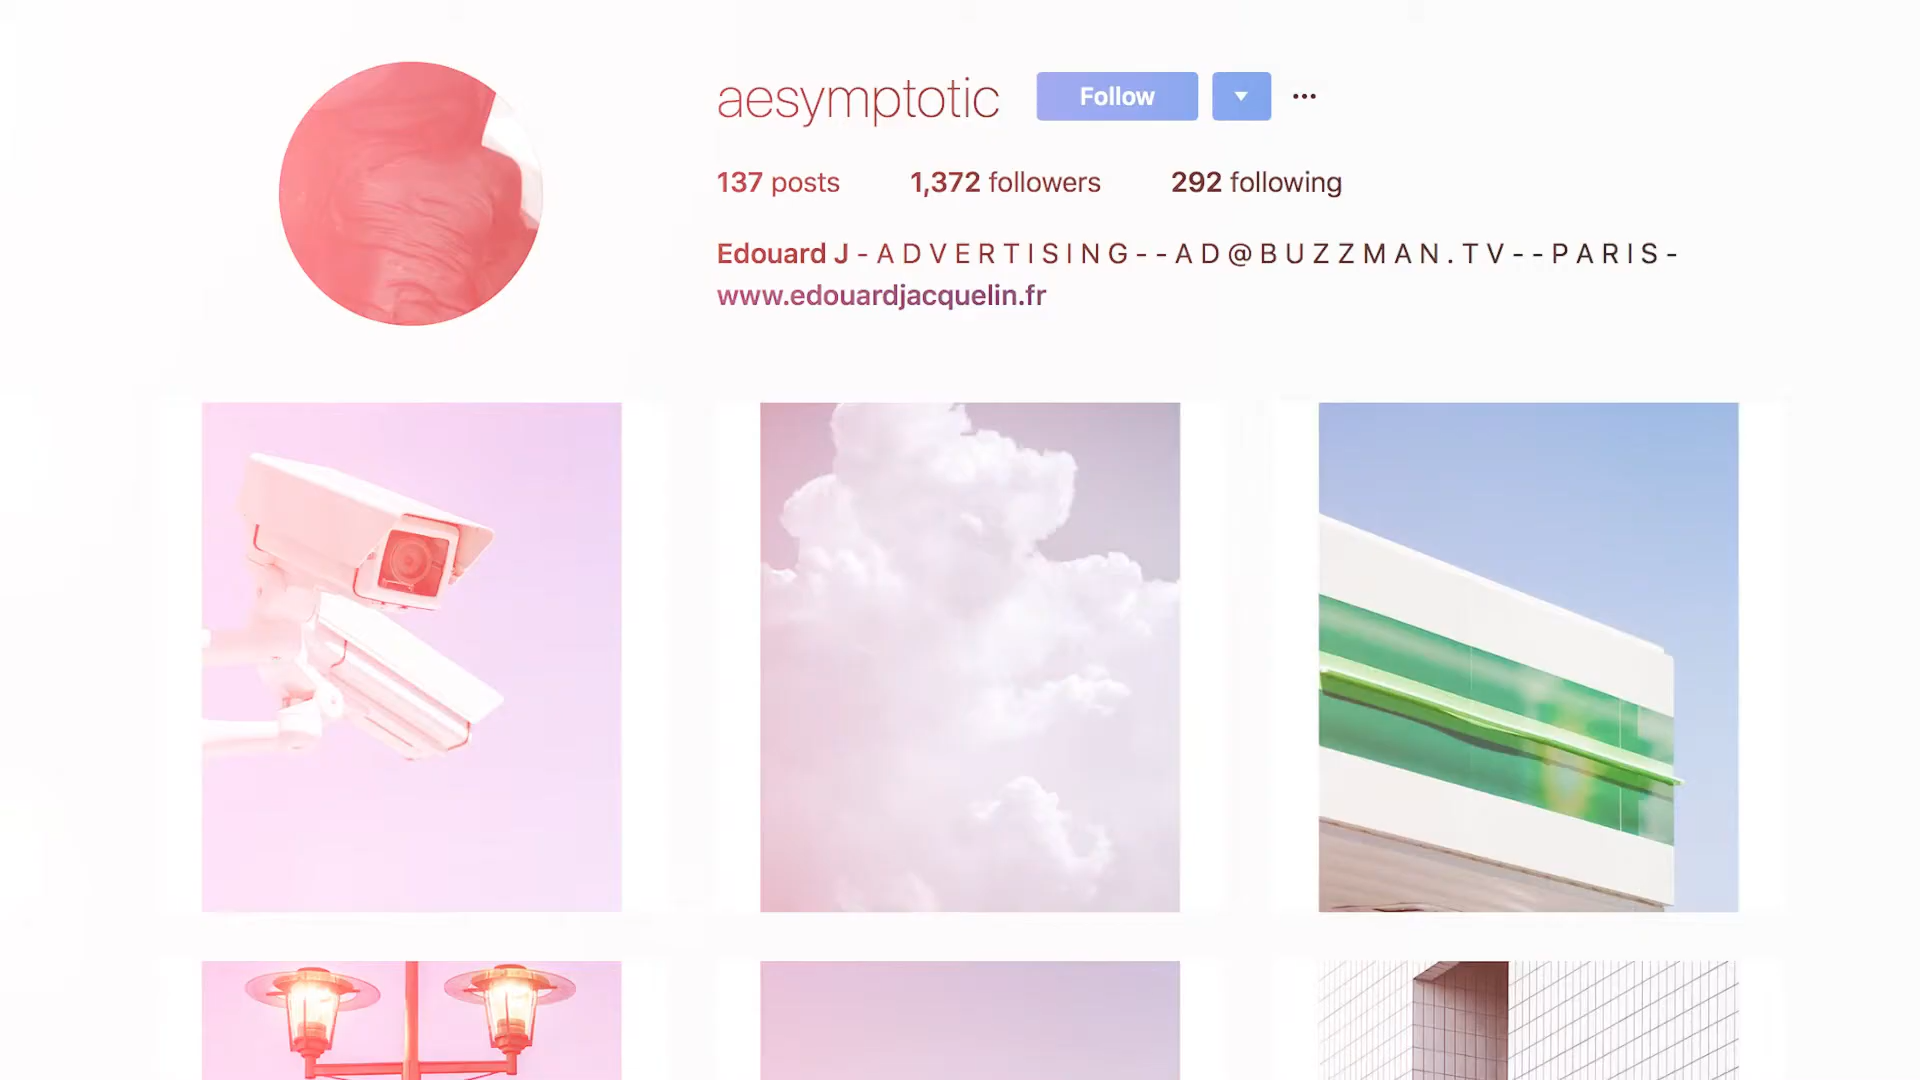 aesymptotic Follow
137 posts 1,372 followers 292 following
Edouard J - A D V E R T I S I N G - - A D @ B U Z Z M A N . T V - - P A R I S -
www.edouardjacquelin.fr